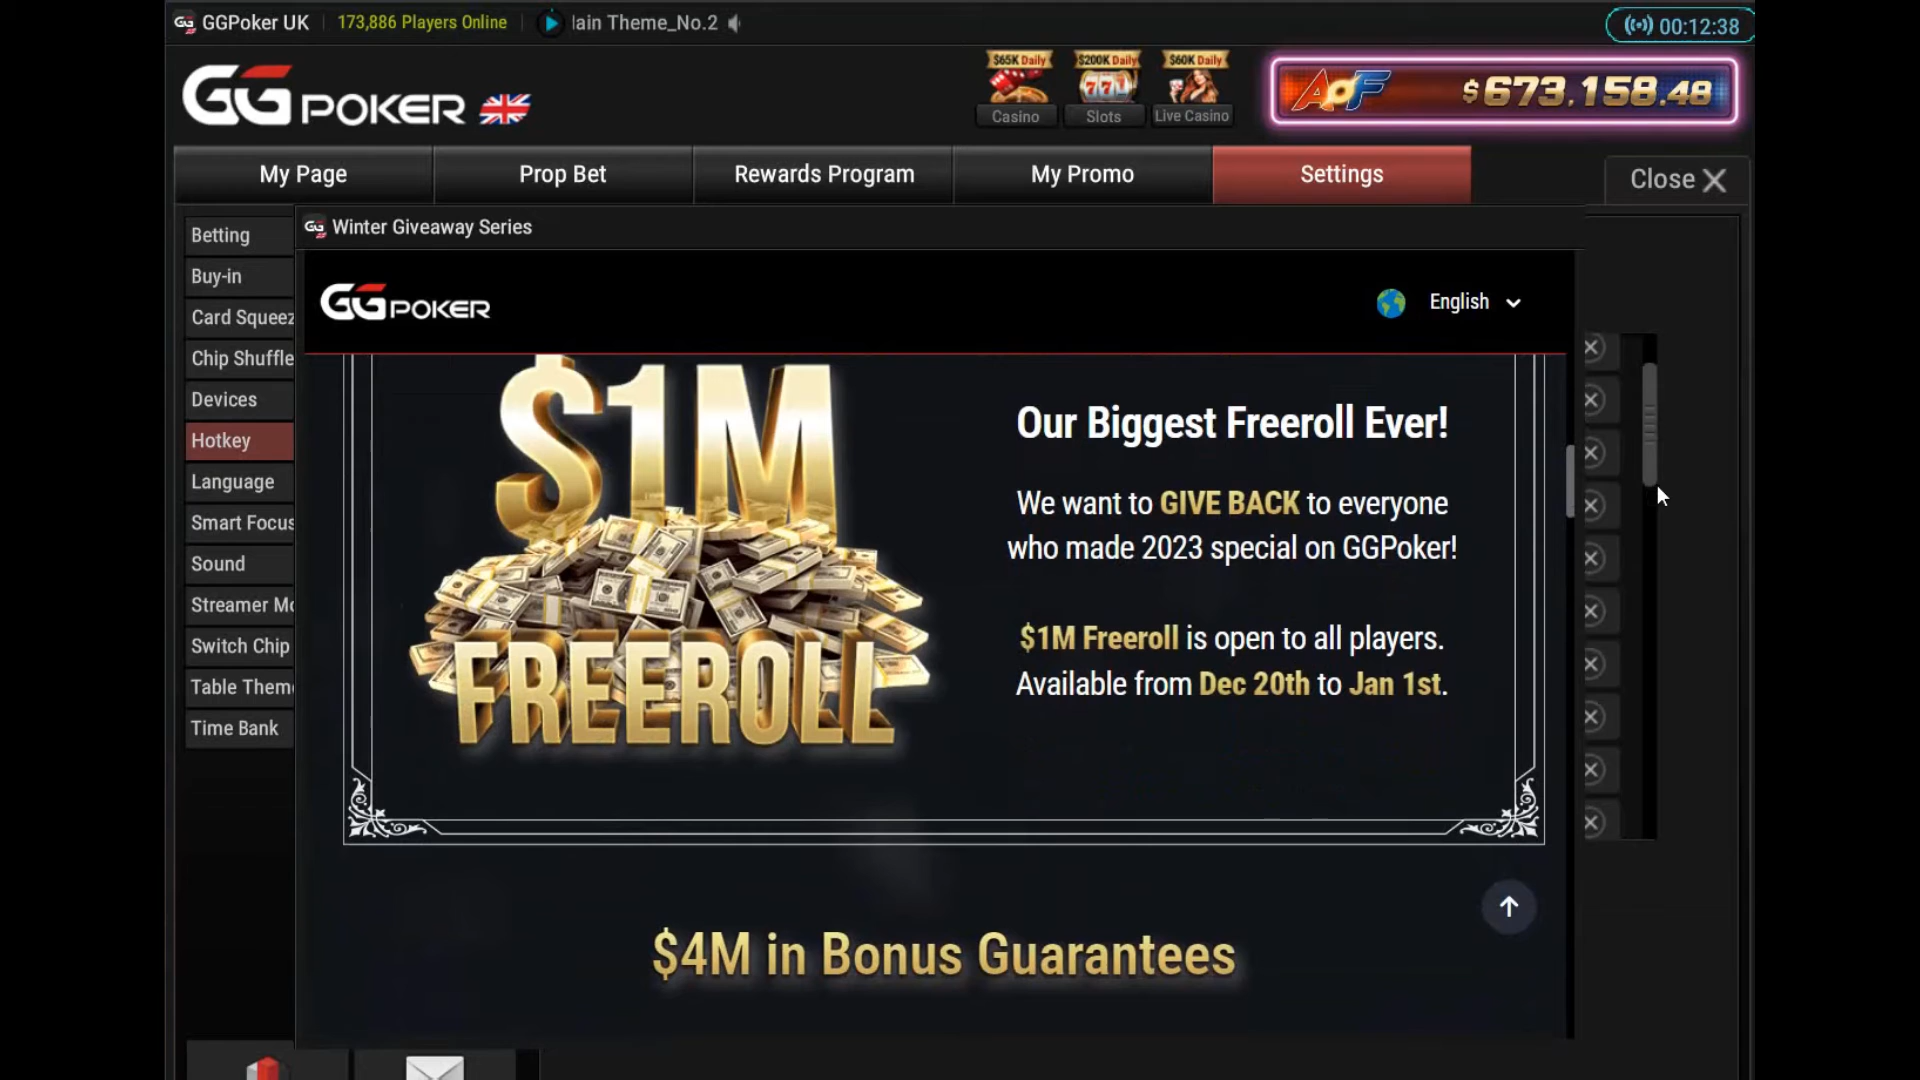 GGPoker UK
173,886 Players Online
lain Theme_No.2
00:12:38
GGPOKER
$65K Daily
Casino
$200K Daily
777
Slots
$60K Daily
Live Casino
AoF
$673,158.48
My Page
Prop Bet
Rewards Program
My Promo
Settings
Close
Betting
Buy-in
Card Squeez
Chip Shuffle
Devices
Hotkey
Language
Smart Focus
Sound
Streamer Mo
Switch Chip
Table Them
Time Bank
Winter Giveaway Series
GGPOKER
English
$1M
FREEROLL
Our Biggest Freeroll Ever!
We want to GIVE BACK to everyone
who made 2023 special on GGPoker!
$1M Freeroll is open to all players.
Available from Dec 20th to Jan 1st.
$4M in Bonus Guarantees